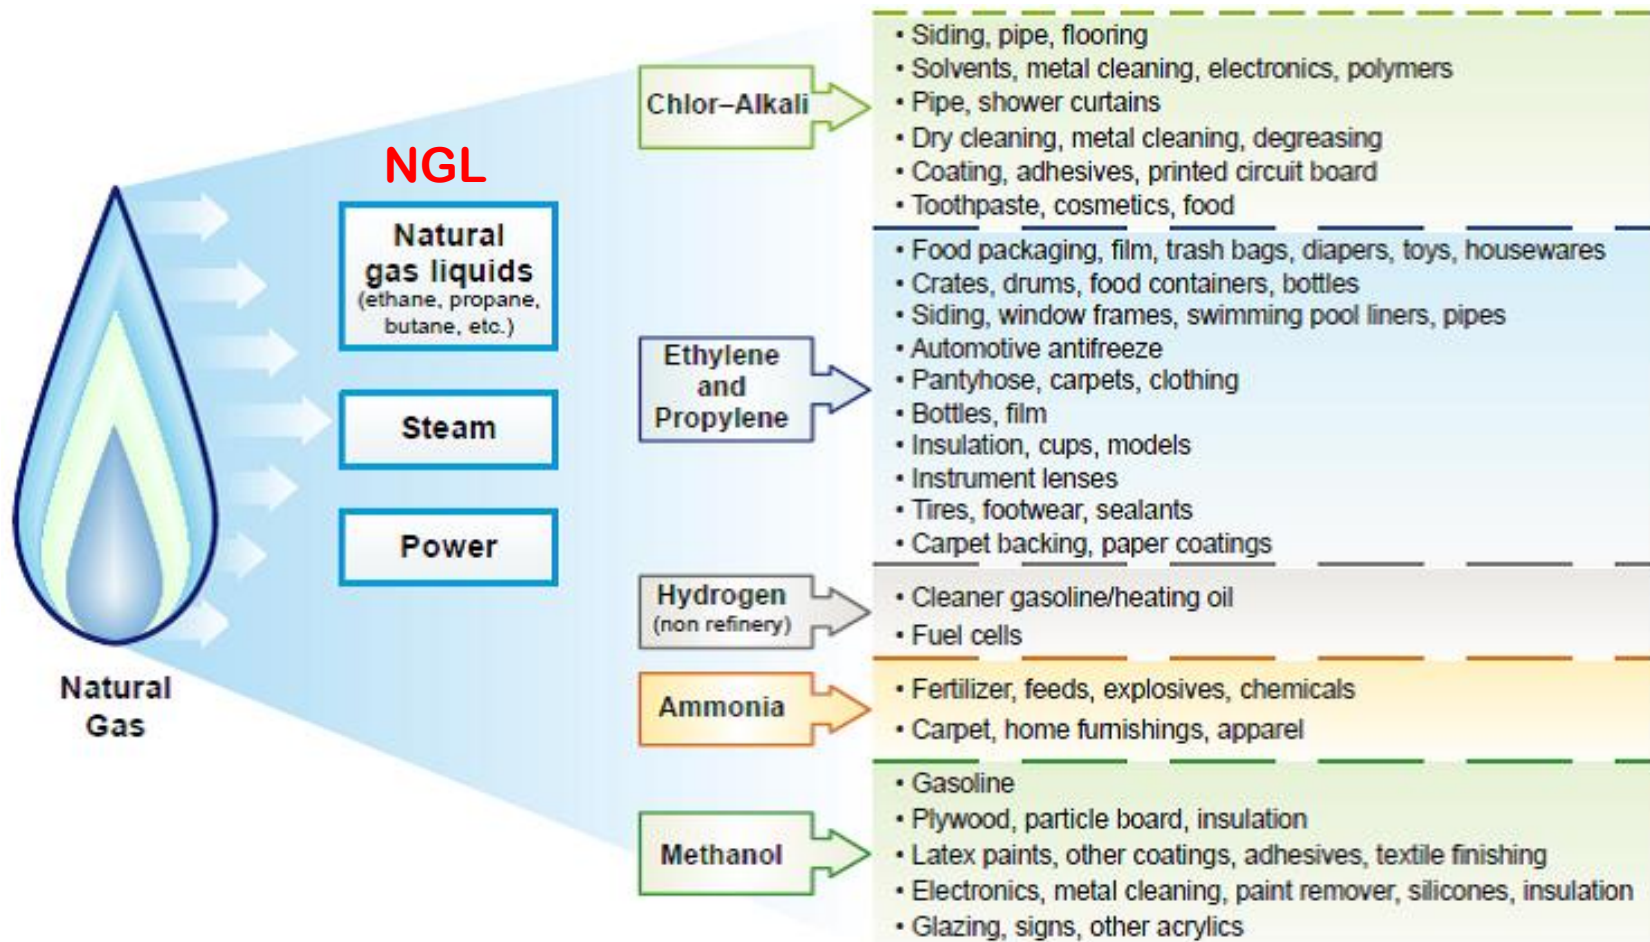 NGL
Natural
gas liquids
(ethane, propane,
butane, etc.)
Steam
Power
Natural
Gas
Chlor–Alkali
• Siding, pipe, flooring
• Solvents, metal cleaning, electronics, polymers
• Pipe, shower curtains
• Dry cleaning, metal cleaning, degreasing
• Coating, adhesives, printed circuit board
• Toothpaste, cosmetics, food
Ethylene
and
Propylene
• Food packaging, film, trash bags, diapers, toys, housewares
• Crates, drums, food containers, bottles
• Siding, window frames, swimming pool liners, pipes
• Automotive antifreeze
• Pantyhose, carpets, clothing
• Bottles, film
• Insulation, cups, models
• Instrument lenses
• Tires, footwear, sealants
• Carpet backing, paper coatings
Hydrogen
(non refinery)
• Cleaner gasoline/heating oil
• Fuel cells
Ammonia
• Fertilizer, feeds, explosives, chemicals
• Carpet, home furnishings, apparel
Methanol
• Gasoline
• Plywood, particle board, insulation
• Latex paints, other coatings, adhesives, textile finishing
• Electronics, metal cleaning, paint remover, silicones, insulation
• Glazing, signs, other acrylics